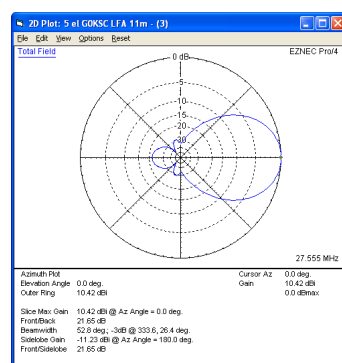 2D Plot: 5 el G0KSC LFA 11m - (3)
File Edit View Options Reset
Total Field
EZNEC Pro/4
0 dB
-5
-10
-15
-20
-30
27.555 MHz
Azimuth Plot
Elevation Angle 0.0 deg.
Outer Ring 10.42 dBi
Cursor Az 0.0 deg.
Gain 10.42 dBi
0.0 dBmax
Slice Max Gain 10.42 dBi @ Az Angle = 0.0 deg.
Front/Back 21.65 dB
Beamwidth 52.8 deg.; -3dB @ 333.6, 26.4 deg.
Sidelobe Gain -11.23 dBi @ Az Angle = 180.0 deg.
Front/Sidelobe 21.65 dB